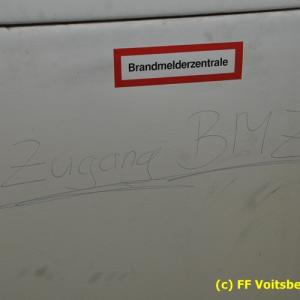 Brandmelderzentrale
Zugang BMZ
(c) FF Voitsbe